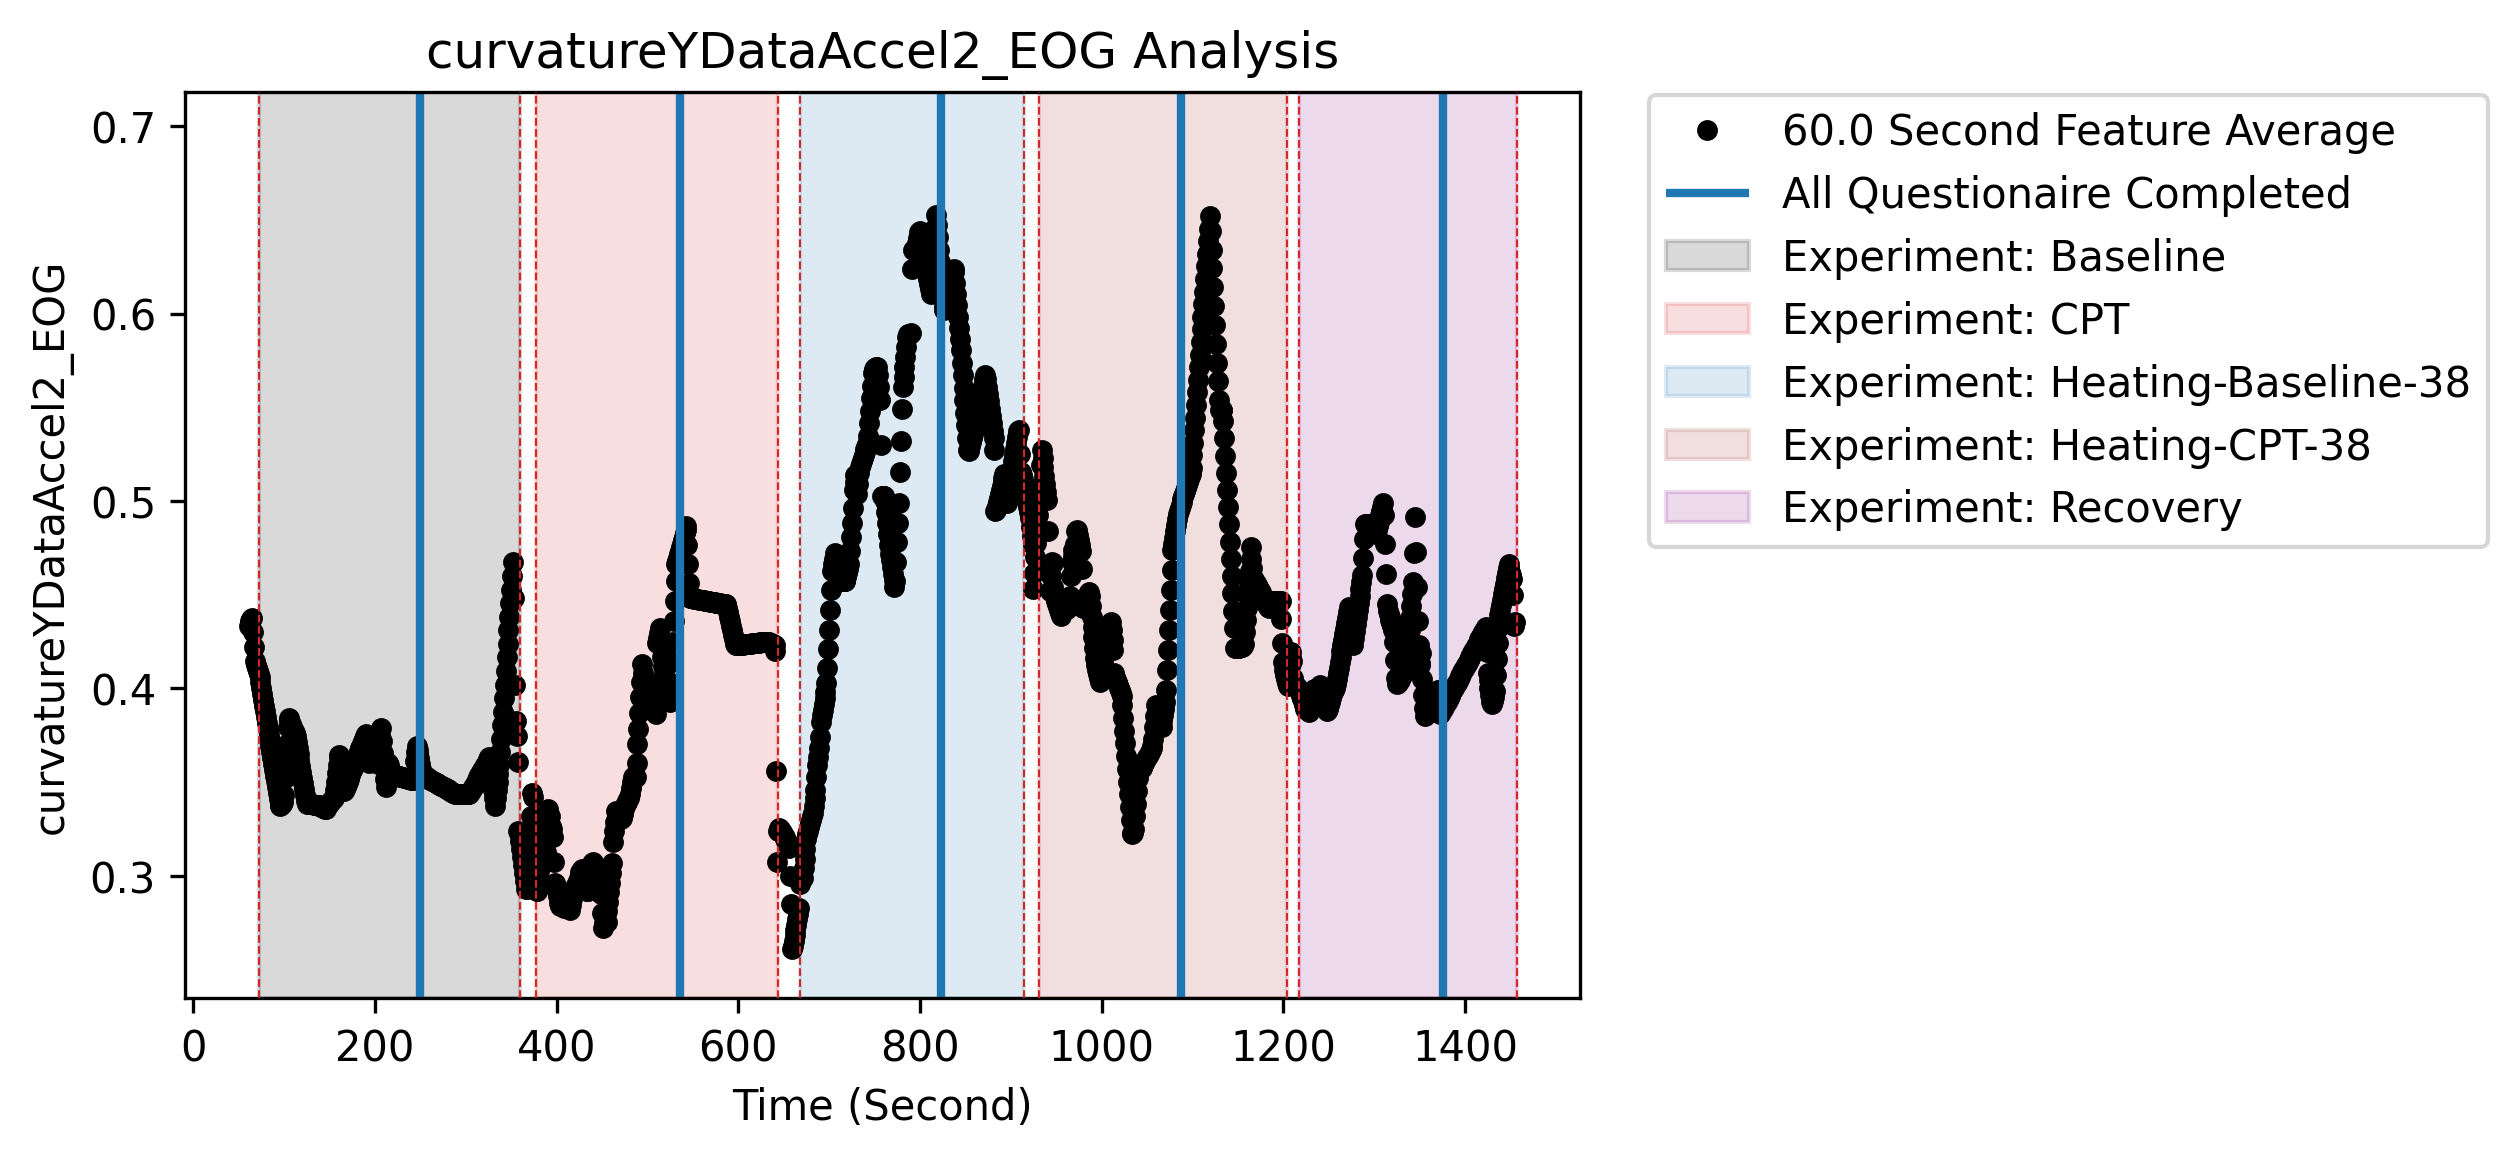 curvatureYDataAccel2_EOG Analysis
curvatureYDataAccel2_EOG
0.7
0.6
0.5
0.4
0.3
0 200 400 600 800 1000 1200 1400
Time (Second)
60.0 Second Feature Average
All Questionaire Completed
Experiment: Baseline
Experiment: CPT
Experiment: Heating-Baseline-38
Experiment: Heating-CPT-38
Experiment: Recovery